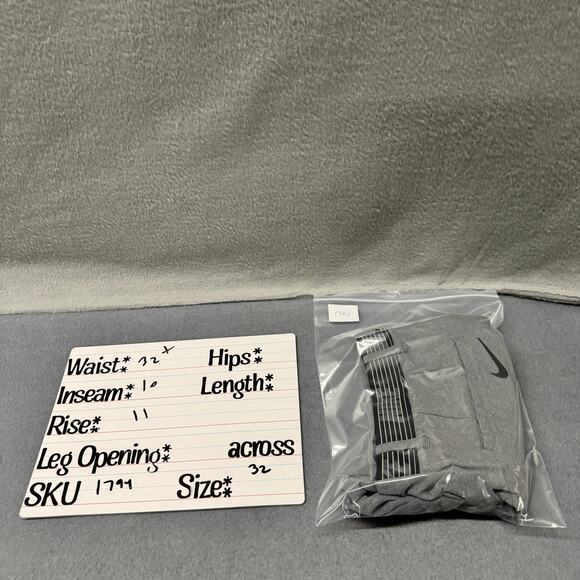 Waist: 32 x Hips:
Inseam: 10 Length:
Rise: 11
Leg Opening: across
SKU 1794 Size: 32
1794